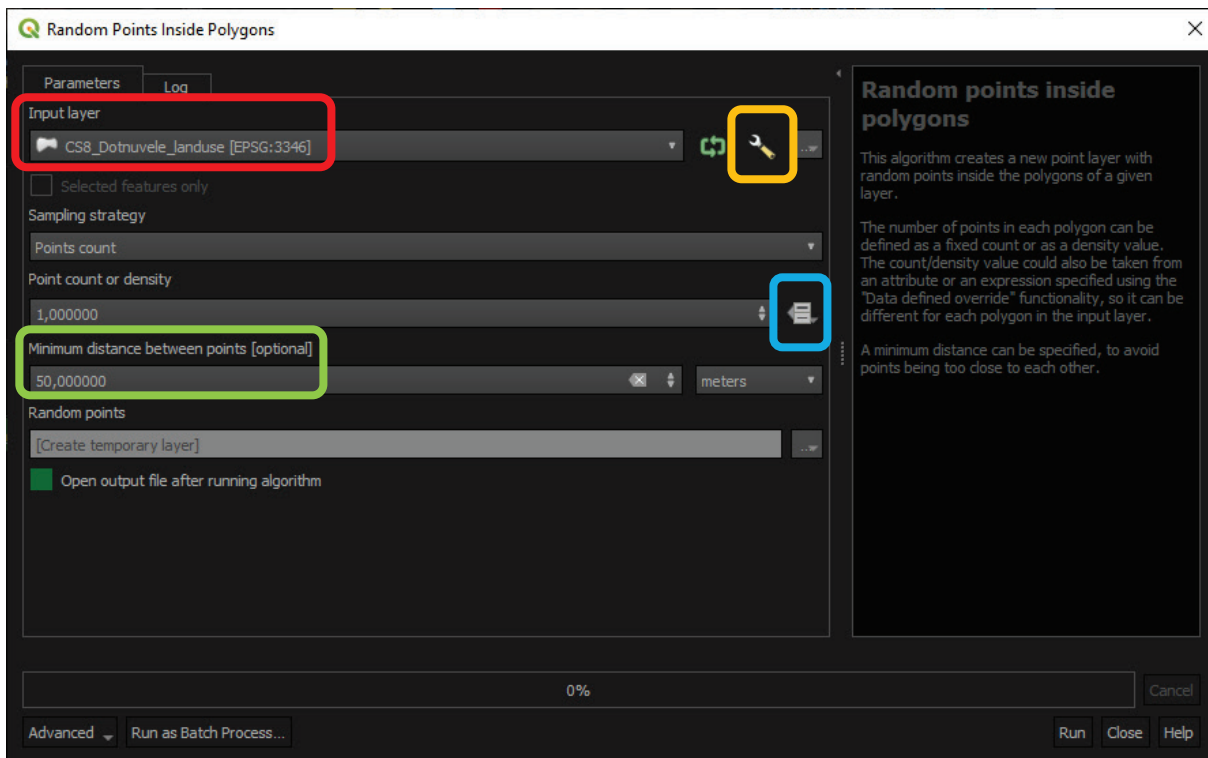 Random Points Inside Polygons
Parameters
Log
Input layer
CS8_Dotnuvele_landuse [EPSG:3346]
...
Selected features only
Sampling strategy
Points count
Point count or density
1,000000
Minimum distance between points [optional]
50,000000
meters
Random points
[Create temporary layer]
...
Open output file after running algorithm
Random points inside
polygons
This algorithm creates a new point layer with
random points inside the polygons of a given
layer.
The number of points in each polygon can be
defined as a fixed count or as a density value.
The count/density value could also be taken from
an attribute or an expression specified using the
"Data defined override" functionality, so it can be
different for each polygon in the input layer.
A minimum distance can be specified, to avoid
points being too close to each other.
0%
Cancel
Advanced
Run as Batch Process...
Run
Close
Help